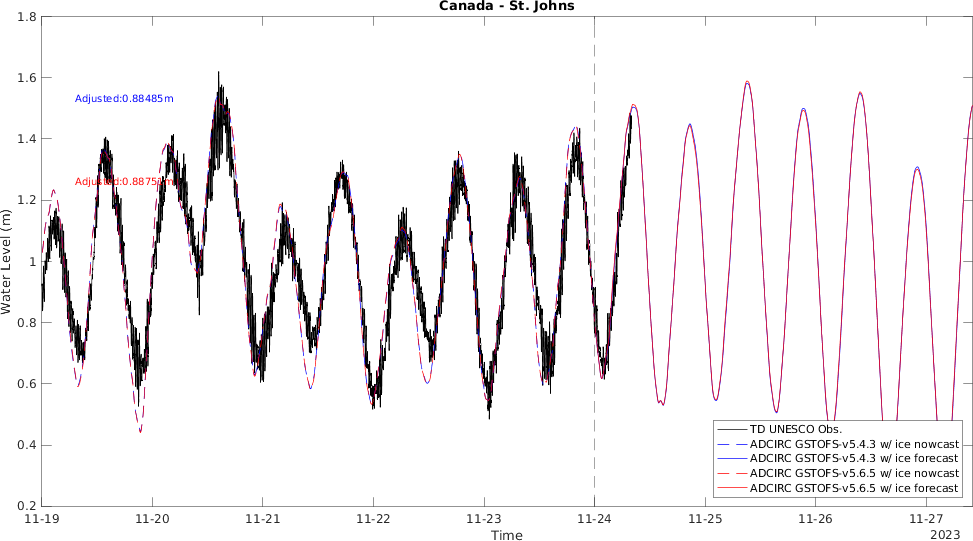 Canada - St. Johns
1.8
1.6
1.4
1.2
1
0.8
0.6
0.4
0.2
Water Level (m)
Adjusted:0.88485m
TD UNESCO Obs.
ADCIRC GSTOFS-v5.4.3 w/ ice nowcast
ADCIRC GSTOFS-v5.4.3 w/ ice forecast
ADCIRC GSTOFS-v5.6.5 w/ ice nowcast
ADCIRC GSTOFS-v5.6.5 w/ ice forecast
11-19 11-20 11-21 11-22 11-23 11-24 11-25 11-26 11-27
Time
2023